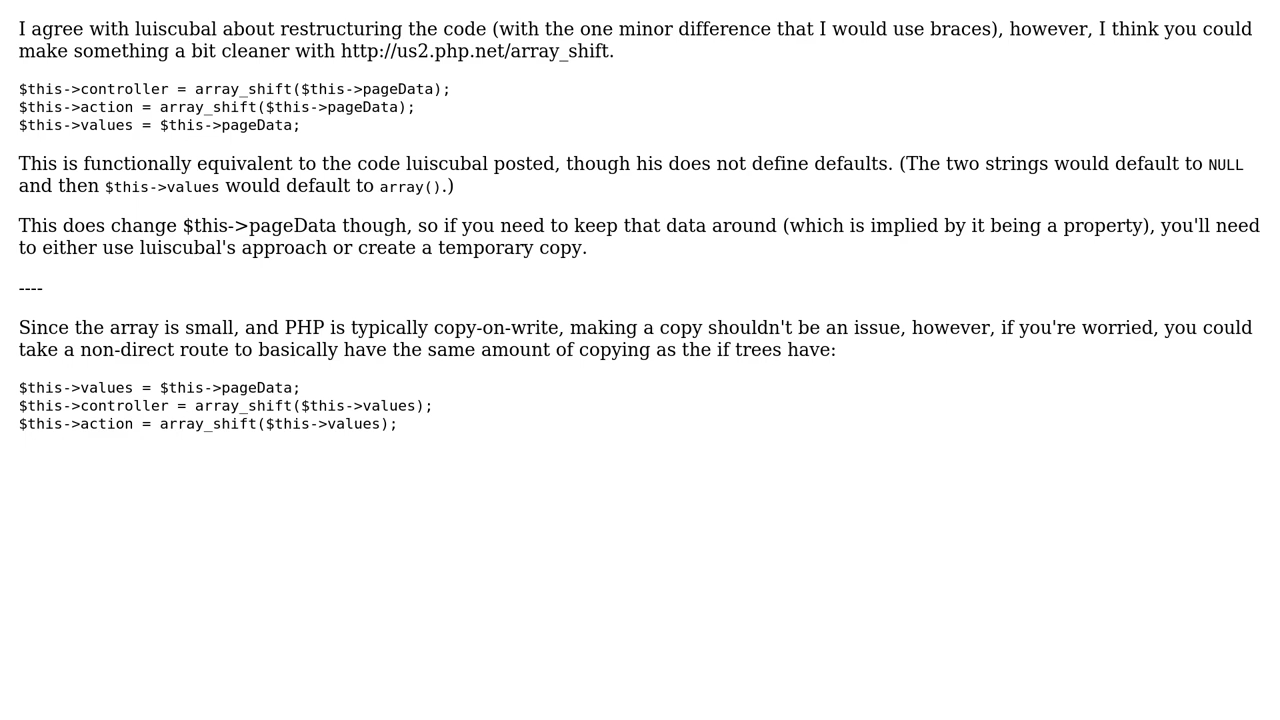 I agree with luiscubal about restructuring the code (with the one minor difference that I would use braces), however, I think you could
make something a bit cleaner with http://us2.php.net/array_shift.
$this->controller = array_shift($this->pageData);
$this->action = array_shift($this->pageData);
$this->values = $this->pageData;
This is functionally equivalent to the code luiscubal posted, though his does not define defaults. (The two strings would default to NULL
and then $this->values would default to array().)
This does change $this->pageData though, so if you need to keep that data around (which is implied by it being a property), you'll need
to either use luiscubal's approach or create a temporary copy.
----
Since the array is small, and PHP is typically copy-on-write, making a copy shouldn't be an issue, however, if you're worried, you could
take a non-direct route to basically have the same amount of copying as the if trees have:
$this->values = $this->pageData;
$this->controller = array_shift($this->values);
$this->action = array_shift($this->values);